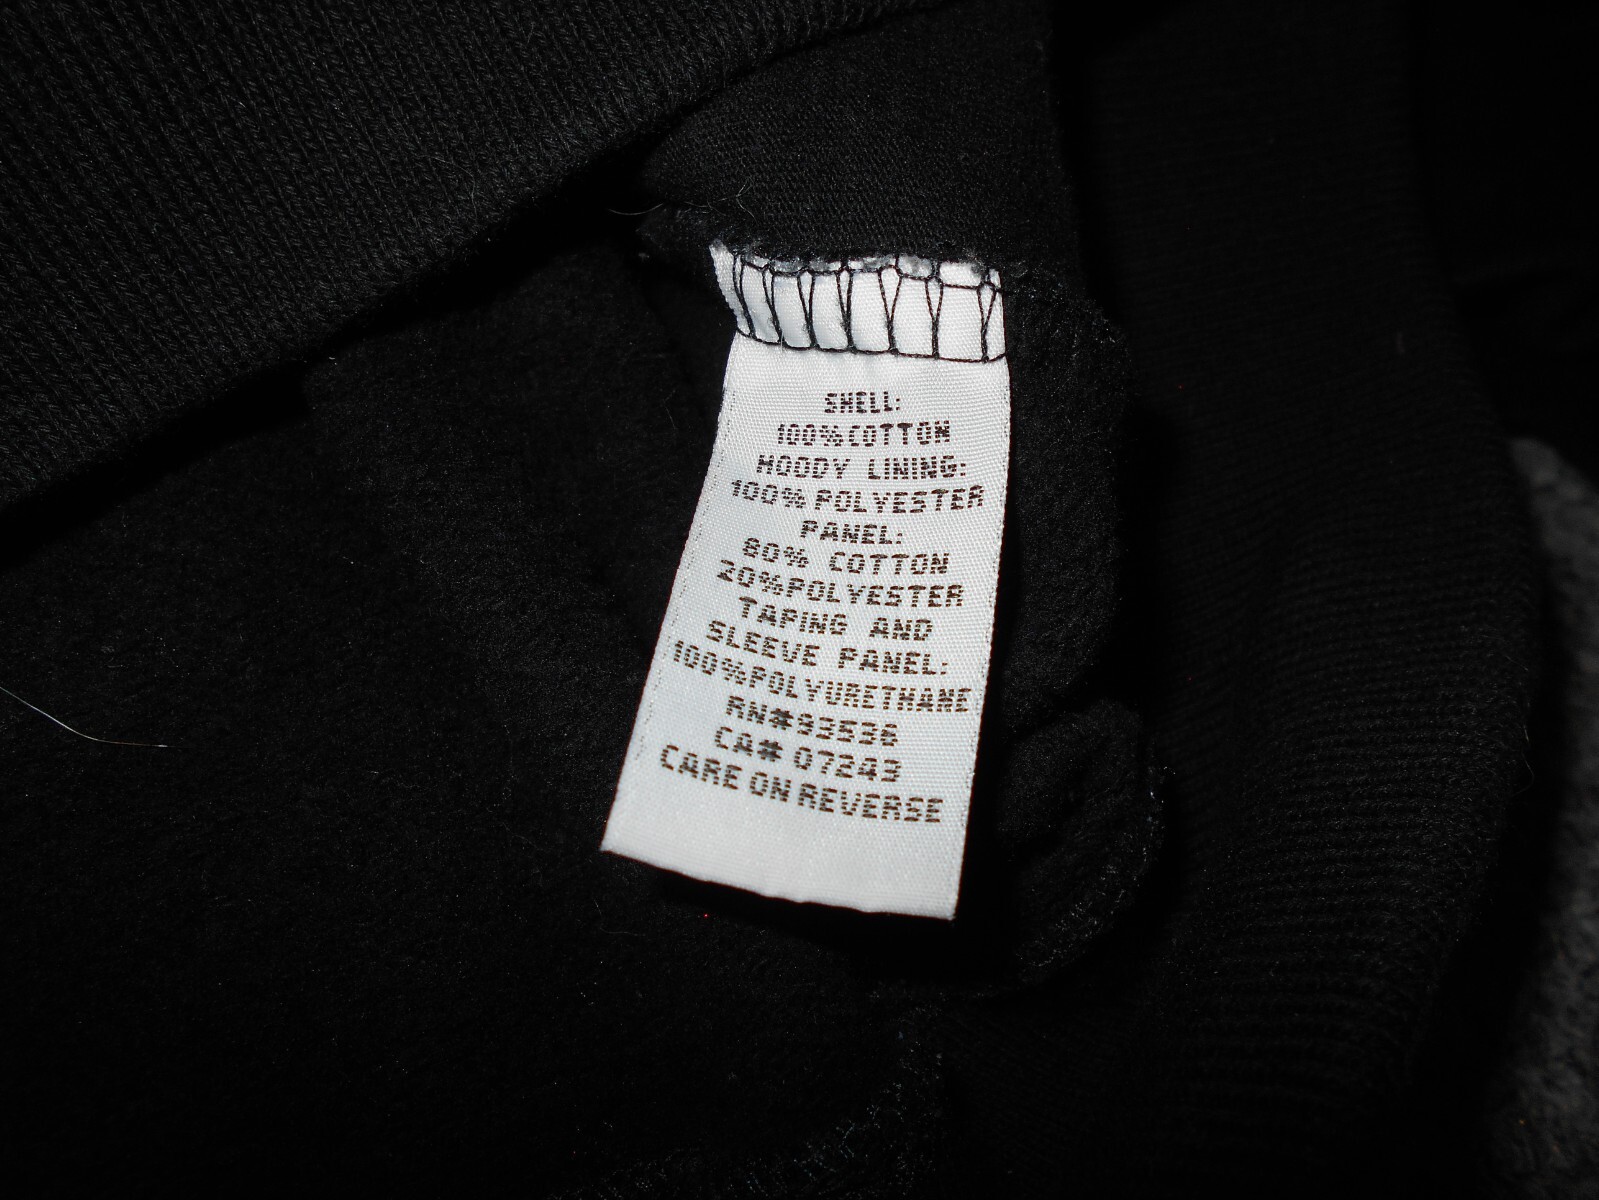 SHELL:
100%COTTON
HOODY LINING:
100% POLYESTER
PANEL:
80% COTTON
20%POLYESTER
TAPING AND
SLEEVE PANEL:
100%POLYURETHANE
RN#93536
CA# 07243
CARE ON REVERSE